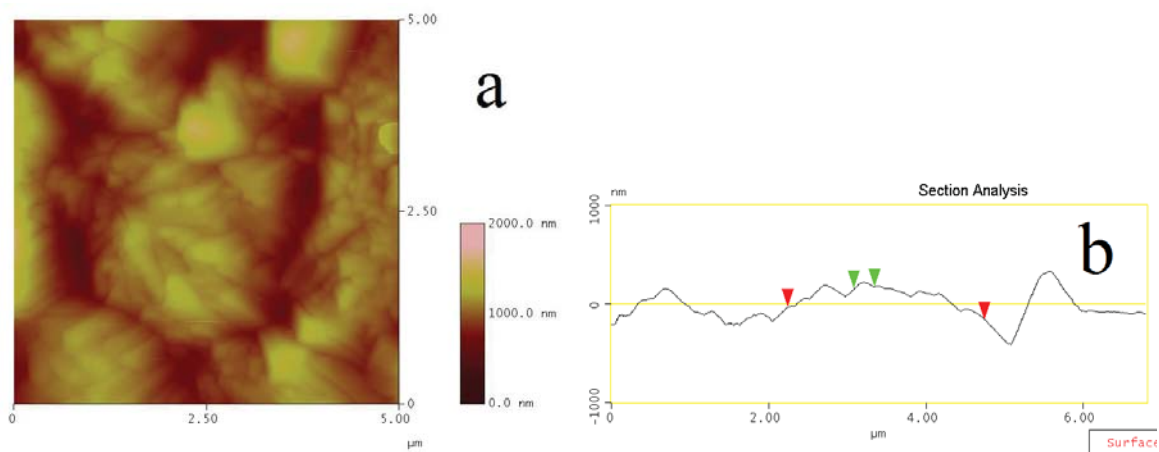 5.00
a
2.50
2000.0 nm
1000.0 nm
0.0 nm
0
0
2.50
5.00
μm
Section Analysis
nm
1000
b
0
-1000
0
2.00
4.00
6.00
μm
Surface